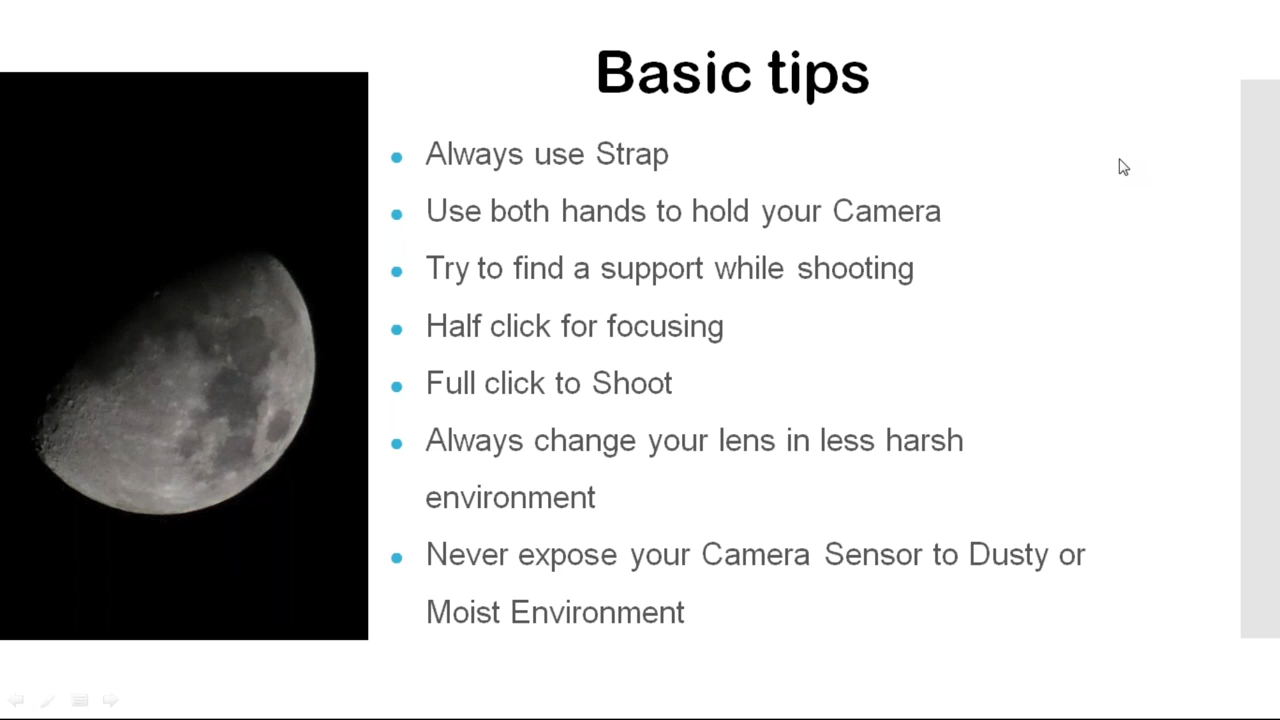 Basic tips
Always use Strap
Use both hands to hold your Camera
Try to find a support while shooting
Half click for focusing
Full click to Shoot
Always change your lens in less harsh
environment
Never expose your Camera Sensor to Dusty or
Moist Environment